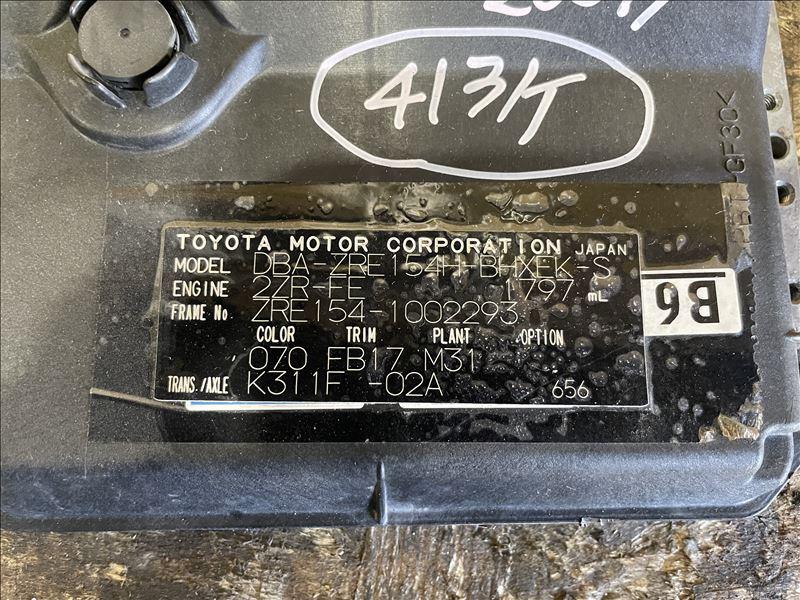 413K
TOYOTA MOTOR CORPORATION JAPAN
MODEL DBA-ZRE154H-BHXEK-S
ENGINE 2ZR-FE 1797 mL
FRAME No. ZRE154-1002293
COLOR TRIM PLANT OPTION
070 FB17 M31
TRANS./AXLE K311F -02A 656
B6